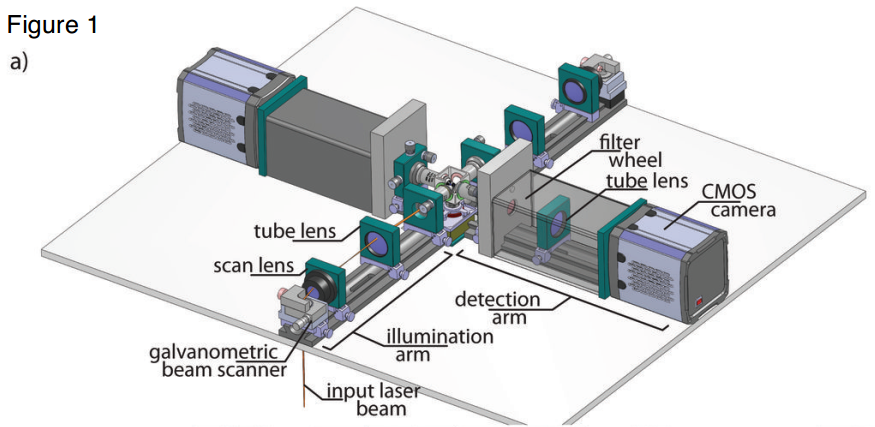 Figure 1
a)
filter
wheel
tube lens
CMOS
camera
tube lens
scan lens
detection
arm
illumination
arm
galvanometric
beam scanner
input laser
beam